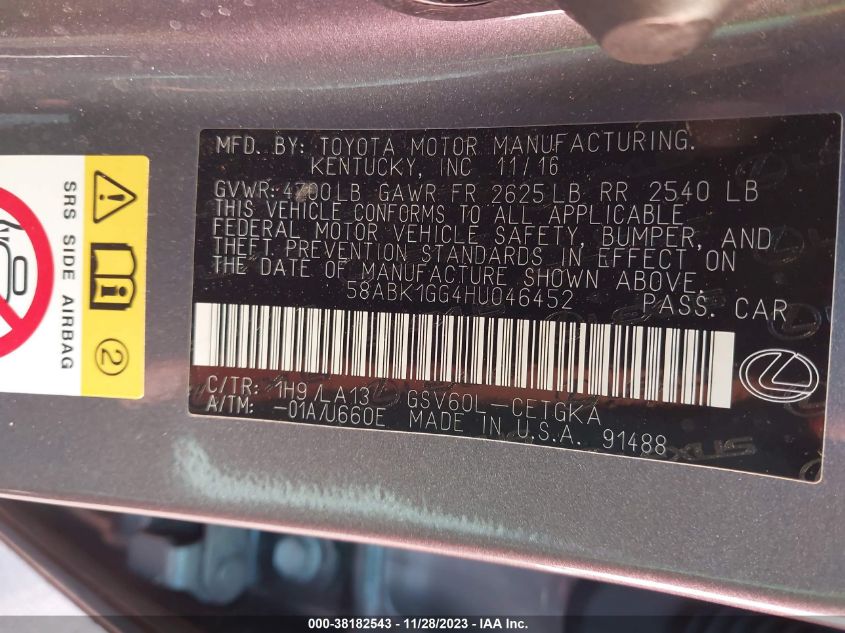 MFD. BY: TOYOTA MOTOR MANUFACTURING.
KENTUCKY, INC 11/16
GVWR: 4700LB GAWR FR 2625LB RR 2540 LB
THIS VEHICLE CONFORMS TO ALL APPLICABLE
FEDERAL MOTOR VEHICLE SAFETY, BUMPER, AND
THEFT PREVENTION STANDARDS IN EFFECT ON
THE DATE OF MANUFACTURE SHOWN ABOVE.
58ABK1GG4HU046452 PASS. CAR
C/TR: 1H9/LA13 GSV60L-CETGKA
A/TM: -01A/U660E MADE IN U.S.A. 91488
SRS SIDE AIRBAG
2
000-38182543 - 11/28/2023 - IAA Inc.